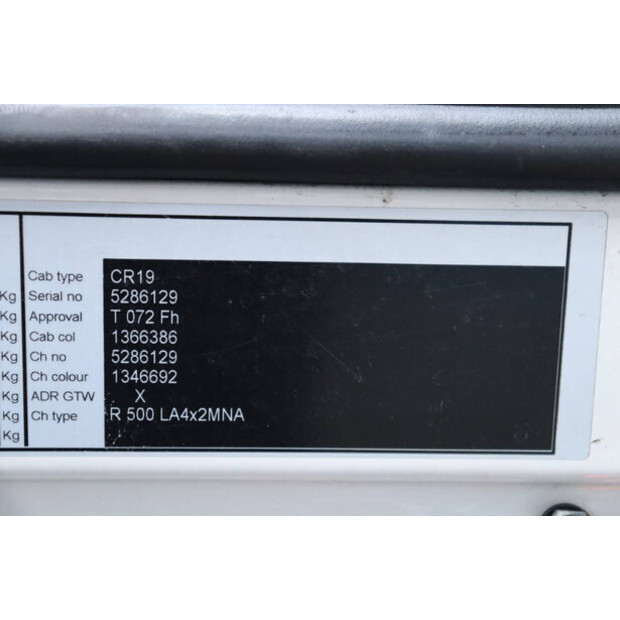 Cab type CR19
Kg Serial no 5286129
Kg Approval T 072 Fh
Kg Cab col 1366386
Kg Ch no 5286129
Kg Ch colour 1346692
Kg ADR GTW X
Kg Ch type R 500 LA4x2MNA
Kg